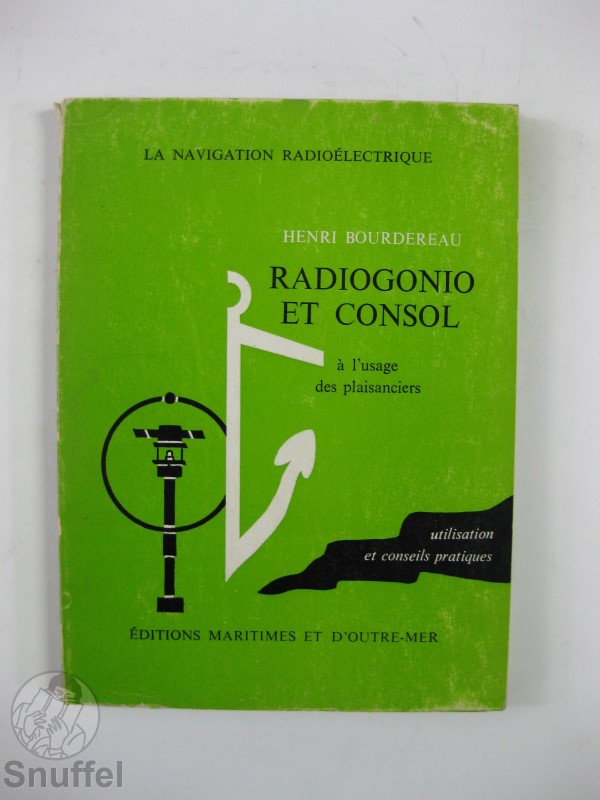 LA NAVIGATION RADIOÉLECTRIQUE
HENRI BOURDEREAU
RADIOGONIO
ET CONSOL
à l'usage
des plaisanciers
utilisation
et conseils pratiques
ÉDITIONS MARITIMES ET D'OUTRE-MER
Snuffel